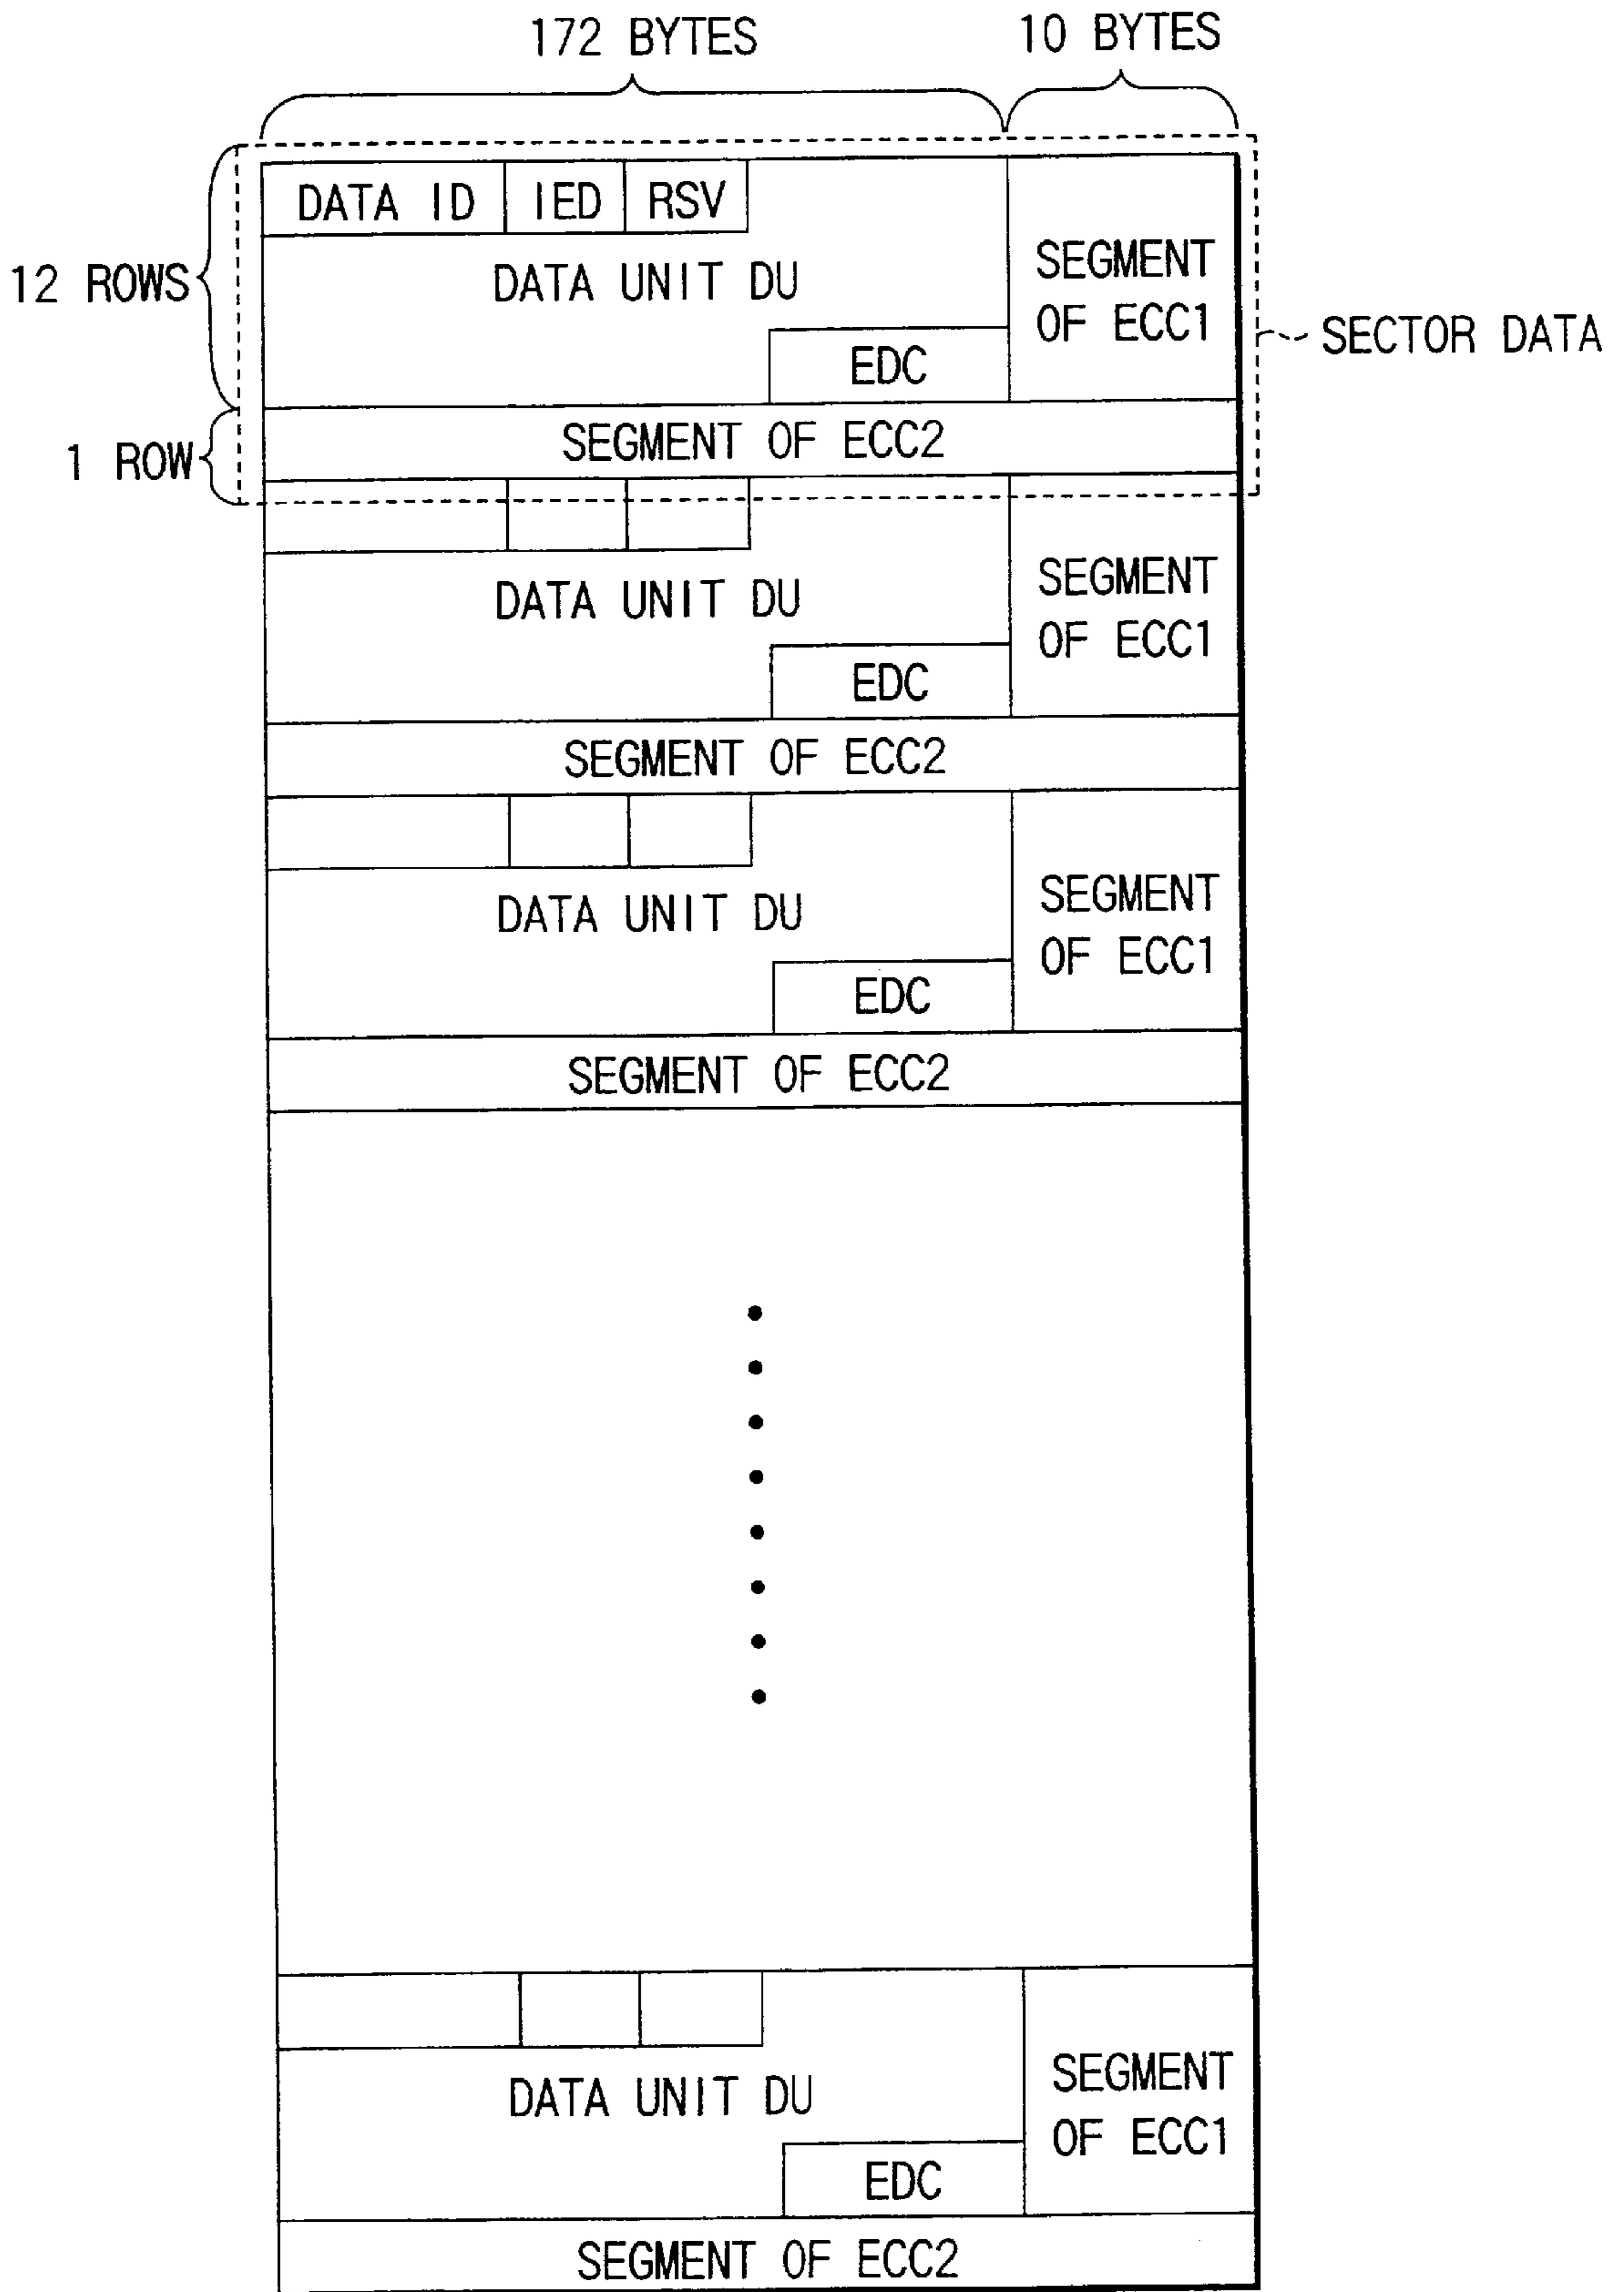 172 BYTES 10 BYTES
DATA ID IED RSV
12 ROWS
DATA UNIT DU
SEGMENT
OF ECC1
SECTOR DATA
EDC
1 ROW
SEGMENT OF ECC2
DATA UNIT DU
SEGMENT
OF ECC1
EDC
SEGMENT OF ECC2
DATA UNIT DU
SEGMENT
OF ECC1
EDC
SEGMENT OF ECC2
DATA UNIT DU
SEGMENT
OF ECC1
EDC
SEGMENT OF ECC2